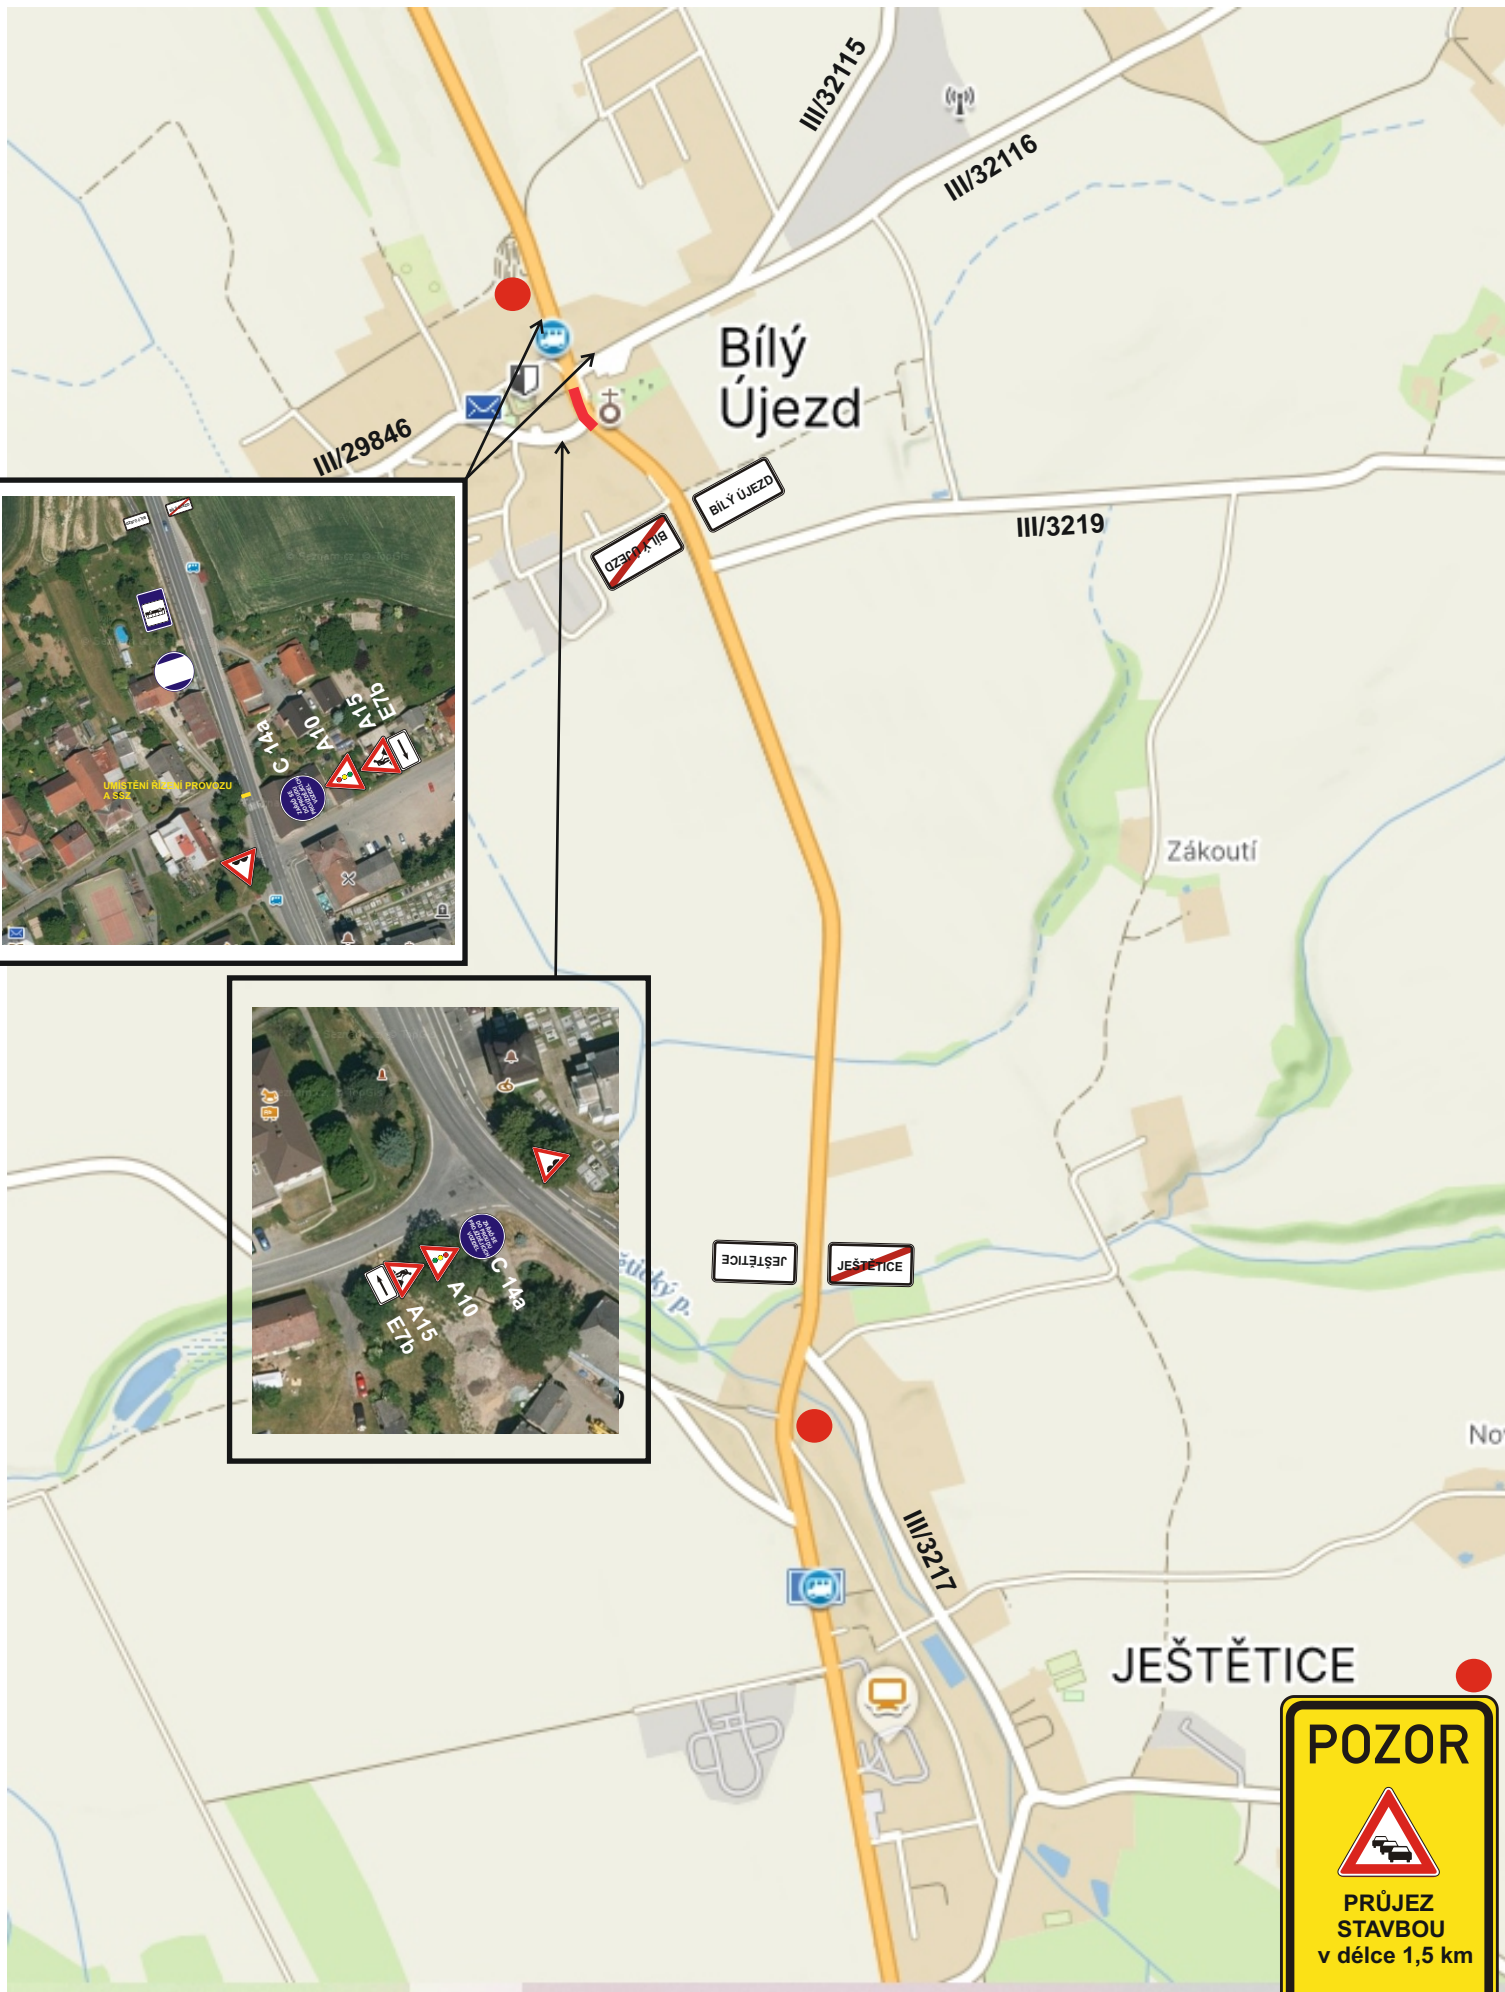 III/32115
III/32116
Bílý
Újezd
III/29846
BÍLÝ ÚJEZD
BÍLÝ ÚJEZD
III/3219
C 14a
A10
A15
E7b
UMÍSTĚNÍ ŘÍZENÍ PROVOZU
A SSZ
Zákoutí
JEŠTĚTICE
JEŠTĚTICE
C 14a
A10
A15
E7b
III/3217
JEŠTĚTICE
POZOR
PRŮJEZ
STAVBOU
v délce 1,5 km